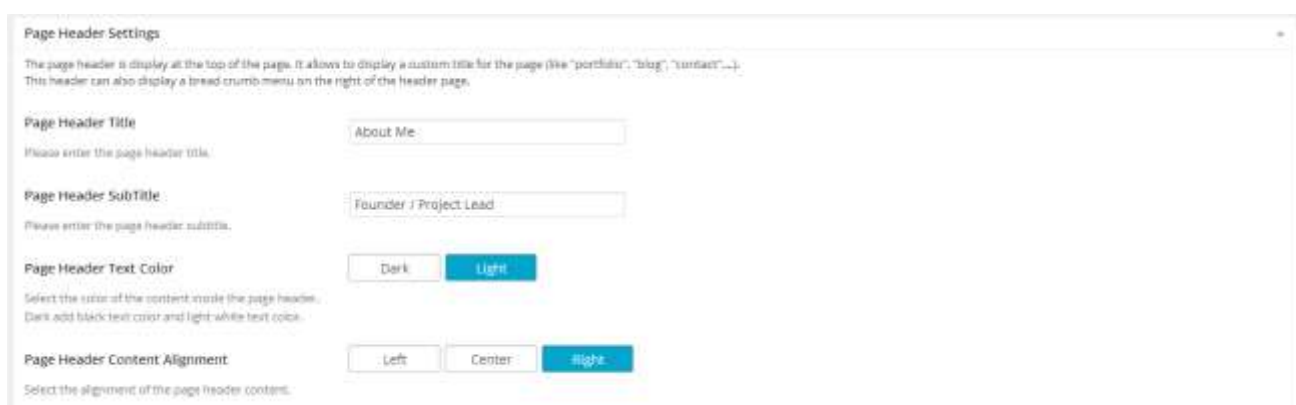 Page Header Settings
The page header is display at the top of the page. It allows to display a custom title for the page (like "portfolio", "blog", "contact"...).
This header can also display a bread crumb menu on the right of the header page.
Page Header Title
About Me
Please enter the page header title.
Page Header SubTitle
Founder / Project Lead
Please enter the page header subtitle.
Page Header Text Color
Dark
Light
Select the color of the content inside the page header.
Dark add black text color and light white text color.
Page Header Content Alignment
Left
Center
Right
Select the alignment of the page header content.